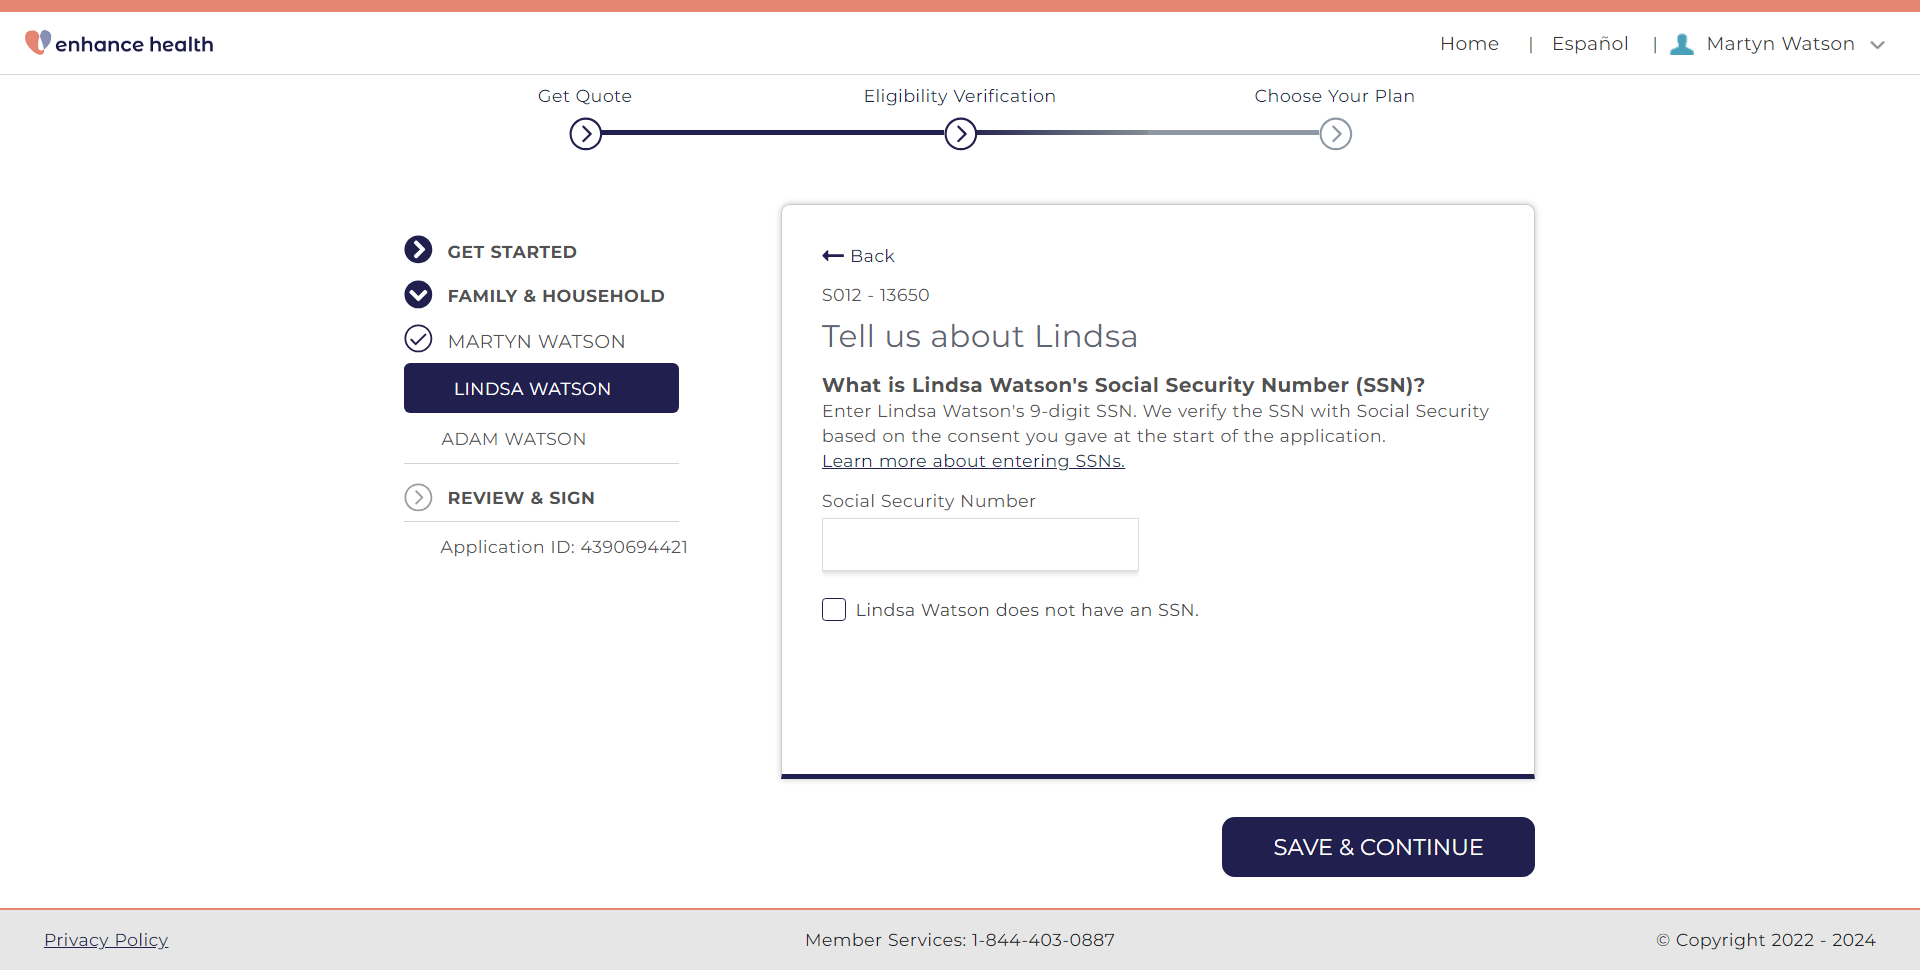 enhance health
Home | Español | Martyn Watson
Get Quote
Eligibility Verification
Choose Your Plan
GET STARTED
FAMILY & HOUSEHOLD
MARTYN WATSON
LINDSA WATSON
ADAM WATSON
REVIEW & SIGN
Application ID: 4390694421
Back
S012 - 13650
Tell us about Lindsa
What is Lindsa Watson's Social Security Number (SSN)?
Enter Lindsa Watson's 9-digit SSN. We verify the SSN with Social Security
based on the consent you gave at the start of the application.
Learn more about entering SSNs.
Social Security Number
Lindsa Watson does not have an SSN.
SAVE & CONTINUE
Privacy Policy
Member Services: 1-844-403-0887
© Copyright 2022 - 2024